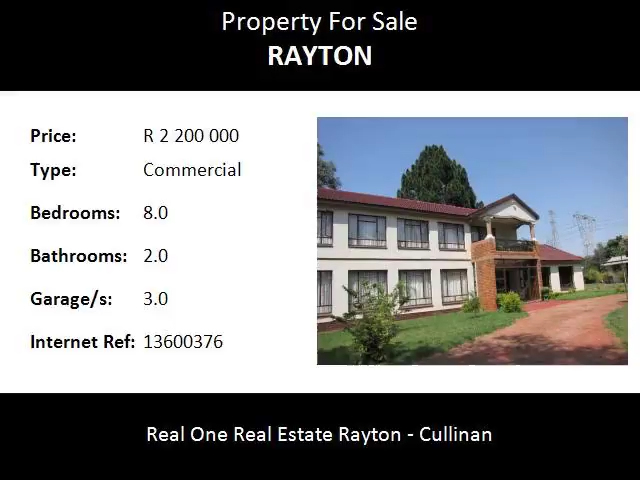 Property For Sale
RAYTON
Price: R 2 200 000
Type: Commercial
Bedrooms: 8.0
Bathrooms: 2.0
Garage/s: 3.0
Internet Ref: 13600376
Real One Real Estate Rayton - Cullinan